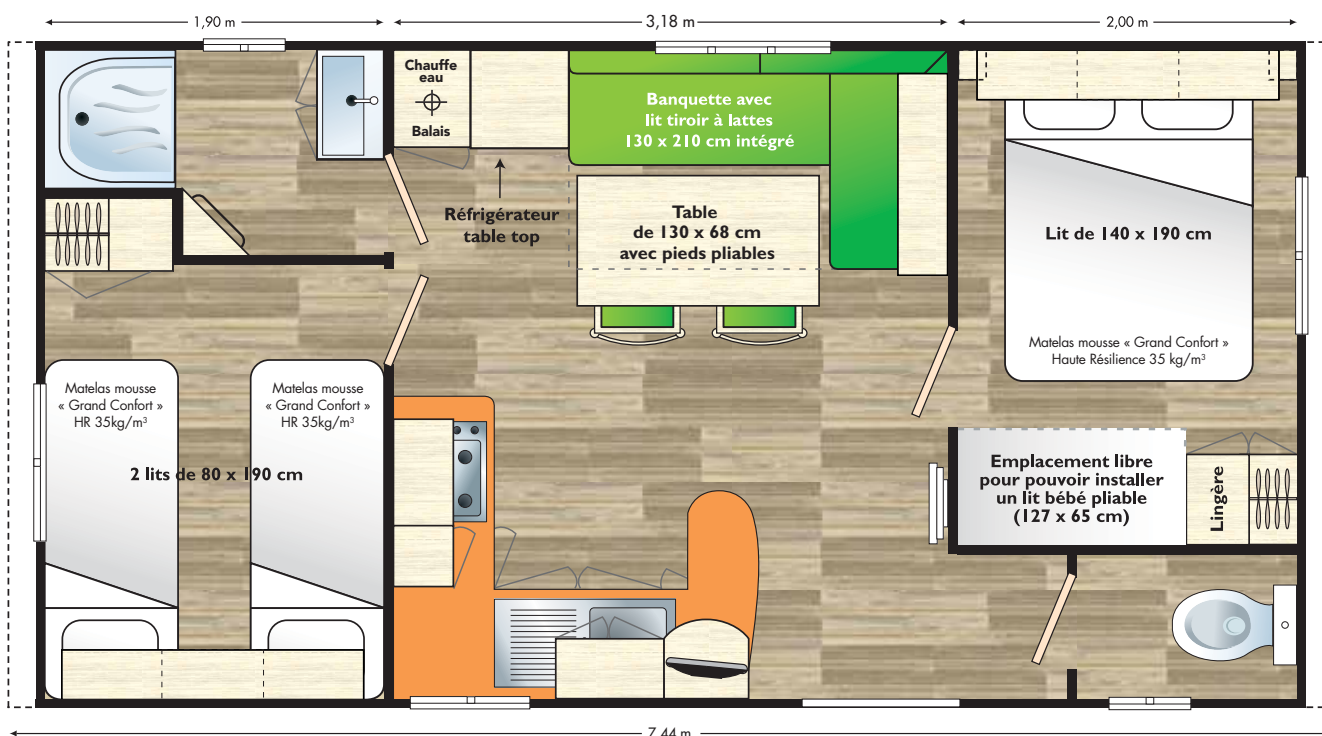 1,90 m
3,18 m
2,00 m
Chauffe
eau
Balais
Banquette avec
lit tiroir à lattes
130 x 210 cm intégré
Réfrigérateur
table top
Table
de 130 x 68 cm
avec pieds pliables
Lit de 140 x 190 cm
Matelas mousse « Grand Confort »
Haute Résilience 35 kg/m³
Matelas mousse
« Grand Confort »
HR 35kg/m³
Matelas mousse
« Grand Confort »
HR 35kg/m³
2 lits de 80 x 190 cm
Emplacement libre
pour pouvoir installer
un lit bébé pliable
(127 x 65 cm)
Lingère
7,44 m